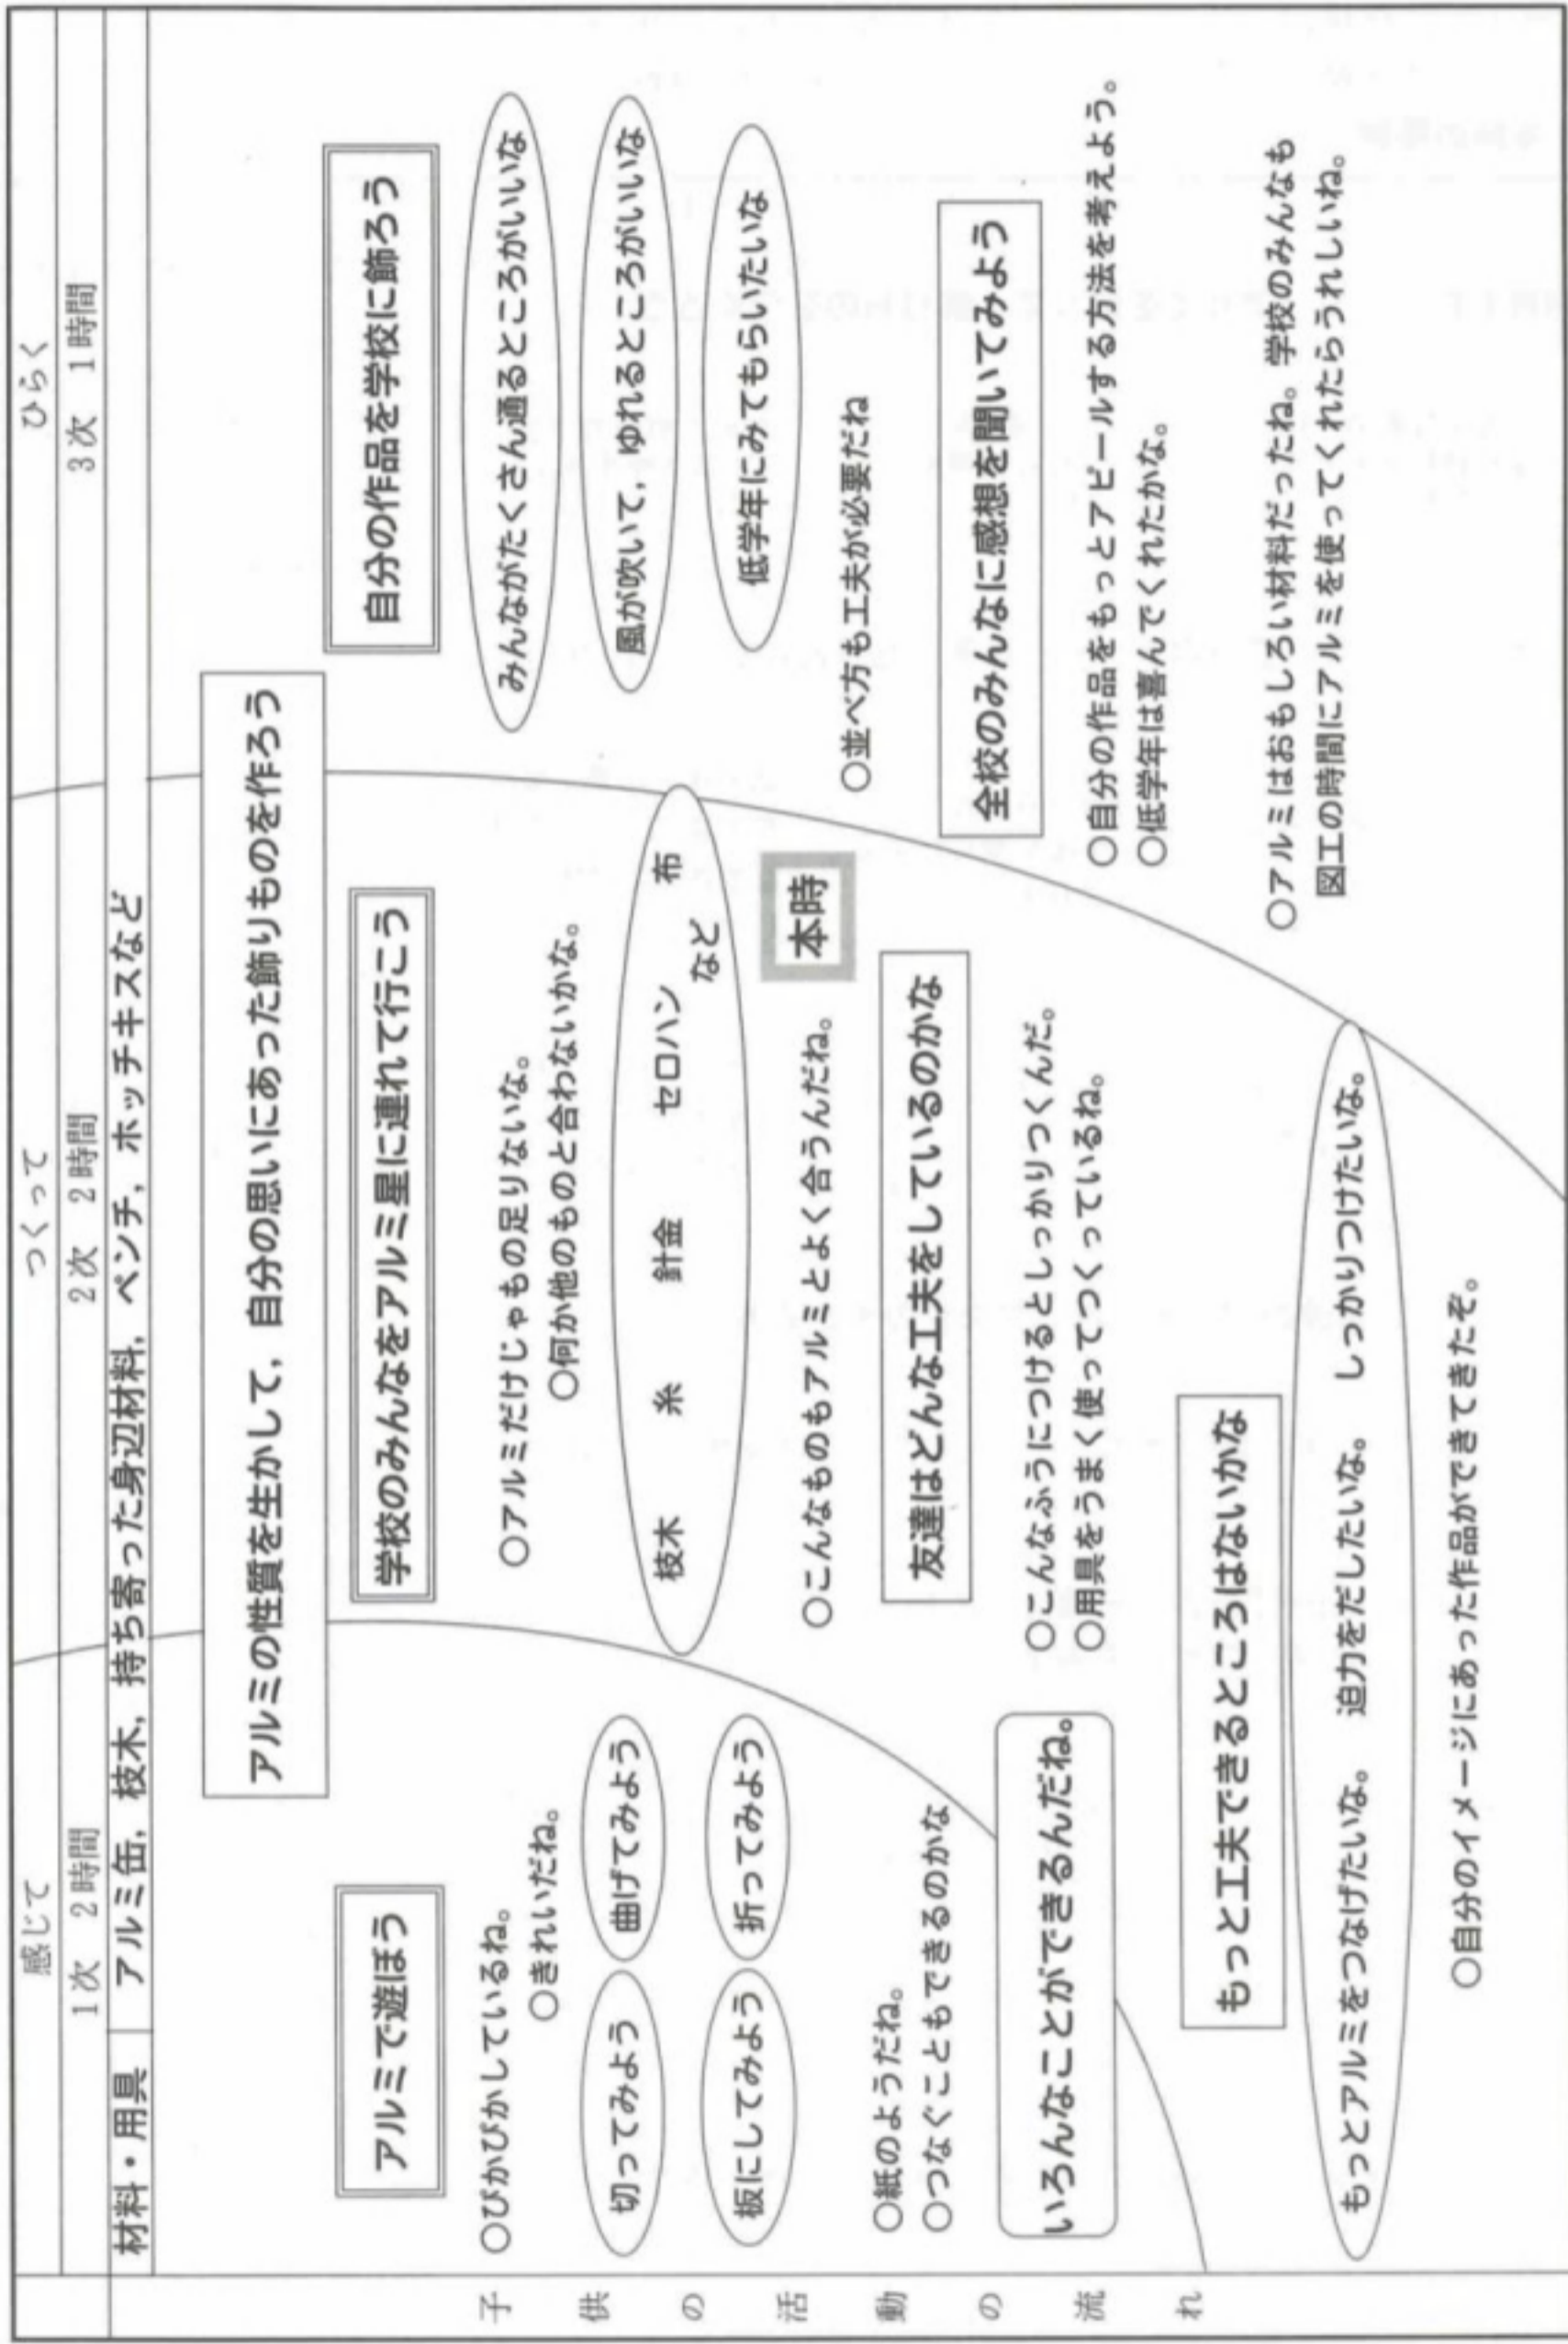 感じて
つくって
ひらく
1次 2時間
2次 2時間
3次 1時間
材料・用具
アルミ缶, 枝木, 持ち寄った身辺材料, ペンチ, ホッチキスなど
子供の活動の流れ
アルミの性質を生かして, 自分の思いにあった飾りものを作ろう
アルミで遊ぼう
○ぴかぴかしているね。
○きれいだね。
切ってみよう
曲げてみよう
板にしてみよう
折ってみよう
○紙のようだね。
○つなぐこともできるのかな
いろんなことができるんだね。
学校のみんなをアルミ星に連れて行こう
○アルミだけじゃもの足りないな。
○何か他のものと合わないかな。
枝木 糸 針金 セロハン 布
など
○こんなものもアルミとよく合うんだね。
本時
友達はどんな工夫をしているのかな
○こんなふうにつけるとしっかりつくんだ。
○用具をうまく使ってつくっているね。
もっと工夫できるところはないかな
もっとアルミをつなげたいな。 迫力をだしたいな。 しっかりつけたいな。
○自分のイメージにあった作品ができてきたぞ。
自分の作品を学校に飾ろう
みんながたくさん通るところがいいな
風が吹いて, ゆれるところがいいな
低学年にみてもらいたいな
○並べ方も工夫が必要だね
全校のみんなに感想を聞いてみよう
○自分の作品をもっとアピールする方法を考えよう。
○低学年は喜んでくれたかな。
○アルミはおもしろい材料だったね。学校のみんなも
図工の時間にアルミを使ってくれたらうれしいね。